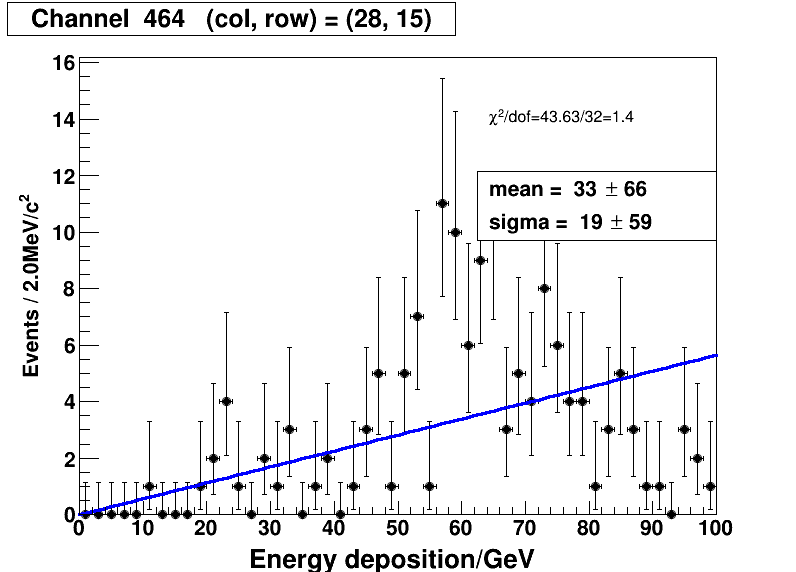 Channel 464 (col, row) = (28, 15)
χ²/dof=43.63/32=1.4
mean = 33 ± 66
sigma = 19 ± 59
Events / 2.0MeV/c²
16
14
12
10
8
6
4
2
0
0 10 20 30 40 50 60 70 80 90 100
Energy deposition/GeV